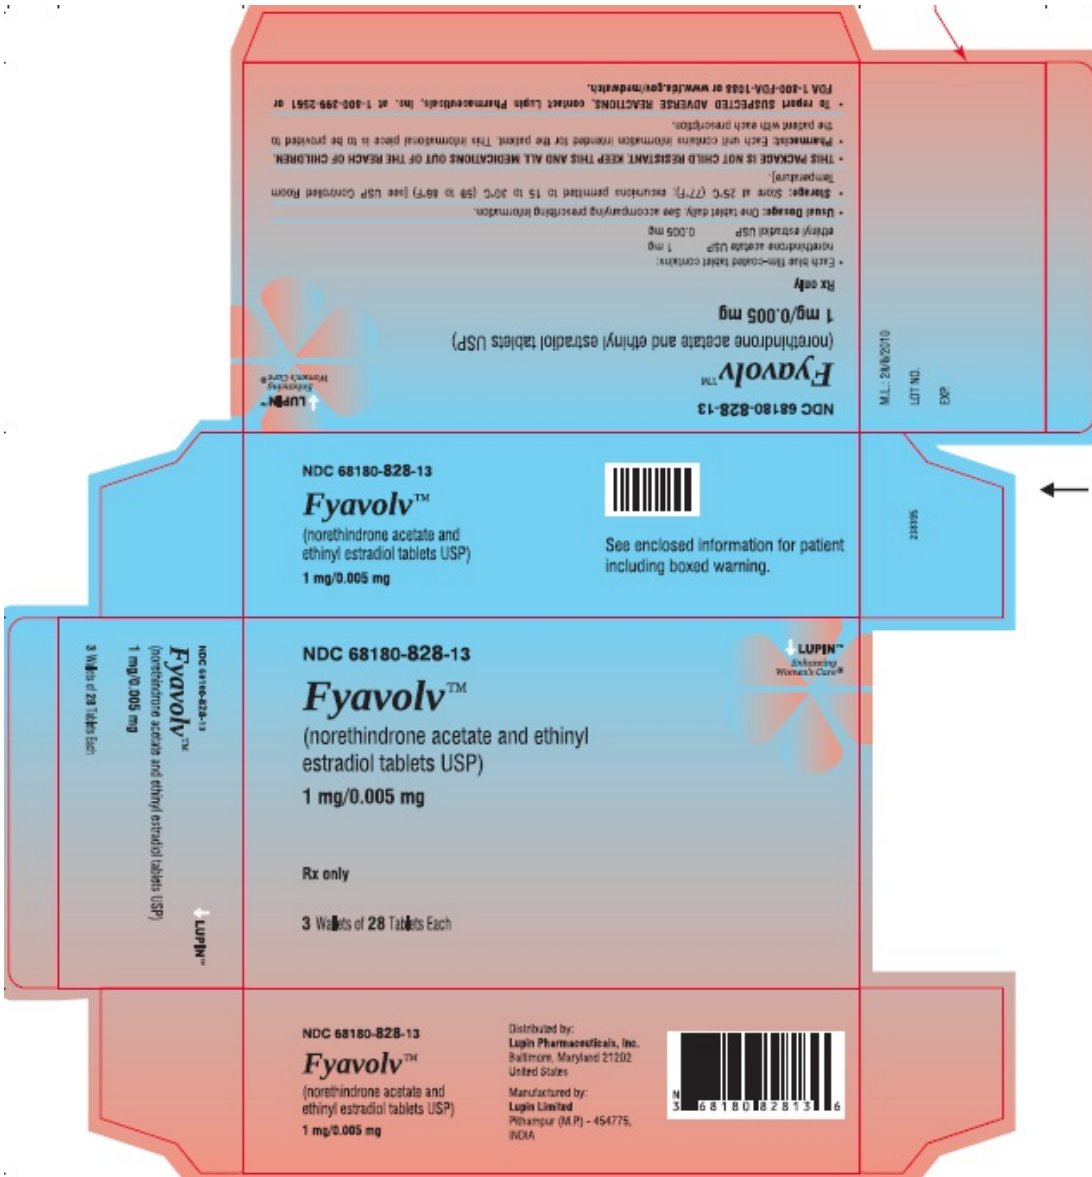 NDC 68180-828-13
Fyavolv™
(norethindrone acetate and ethinyl estradiol tablets USP)
1 mg/0.005 mg
Rx only
• Each blue film-coated tablet contains:
norethindrone acetate USP 1 mg
ethinyl estradiol USP 0.005 mg
• Usual Dosage: One tablet daily. See accompanying prescribing information.
• Storage: Store at 25°C (77°F); excursions permitted to 15 to 30°C (59 to 86°F) [see USP Controlled Room
Temperature].
• THIS PACKAGE IS NOT CHILD RESISTANT. KEEP THIS AND ALL MEDICATIONS OUT OF THE REACH OF CHILDREN.
• Pharmacist: Each unit contains information intended for the patient. This informational piece is to be provided to
the patient with each prescription.
• To report SUSPECTED ADVERSE REACTIONS, contact Lupin Pharmaceuticals, Inc. at 1-800-399-2561 or
FDA 1-800-FDA-1088 or www.fda.gov/medwatch.
LUPIN™
Enhancing
Women's Care®
M.L.: 28/6/2010
LOT NO.
EXP.
NDC 68180-828-13
Fyavolv™
(norethindrone acetate and
ethinyl estradiol tablets USP)
1 mg/0.005 mg
See enclosed information for patient
including boxed warning.
238395
NDC 68180-828-13
Fyavolv™
(norethindrone acetate and ethinyl estradiol tablets USP)
1 mg/0.005 mg
3 Wallets of 28 Tablets Each
LUPIN™
NDC 68180-828-13
Fyavolv™
(norethindrone acetate and ethinyl
estradiol tablets USP)
1 mg/0.005 mg
Rx only
3 Wallets of 28 Tablets Each
LUPIN™
Enhancing
Women's Care®
NDC 68180-828-13
Fyavolv™
(norethindrone acetate and
ethinyl estradiol tablets USP)
1 mg/0.005 mg
Distributed by:
Lupin Pharmaceuticals, Inc.
Baltimore, Maryland 21202
United States
Manufactured by:
Lupin Limited
Pithampur (M.P.) - 454775,
INDIA
N
3 68180 82813 6